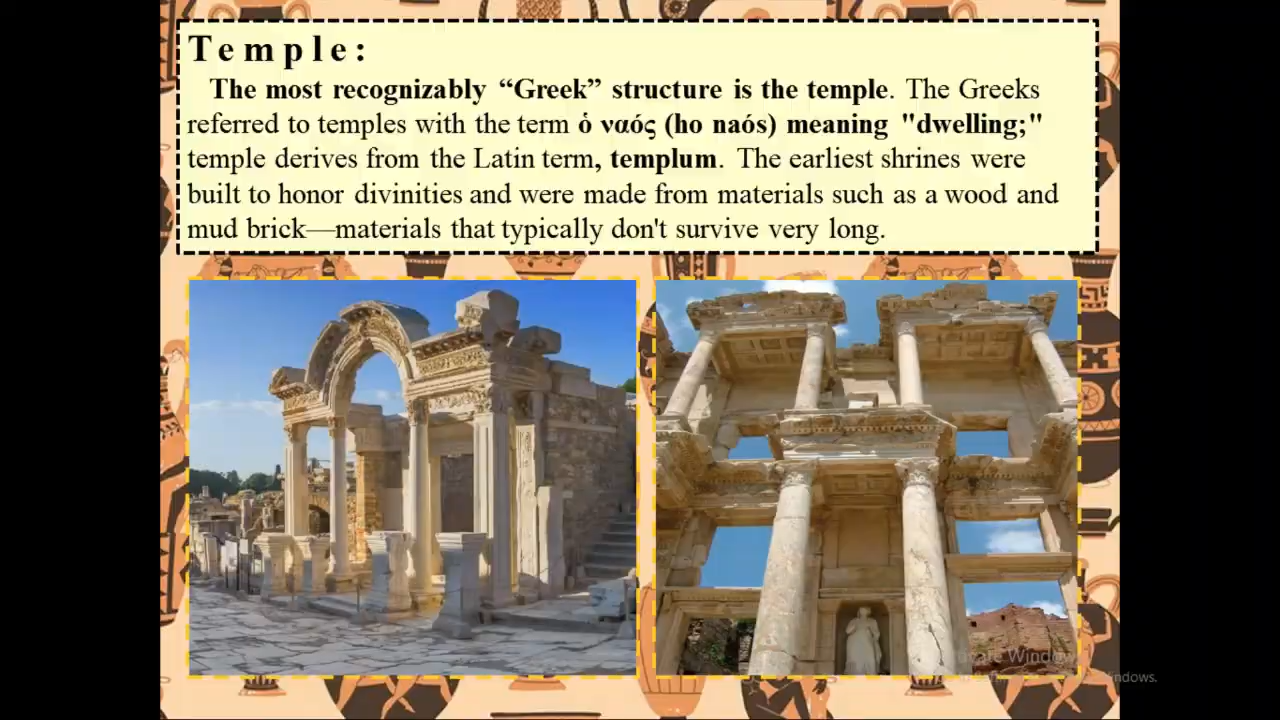 Temple:
The most recognizably “Greek” structure is the temple. The Greeks
referred to temples with the term ὁ ναός (ho naós) meaning "dwelling;"
temple derives from the Latin term, templum. The earliest shrines were
built to honor divinities and were made from materials such as a wood and
mud brick—materials that typically don't survive very long.
Windows.